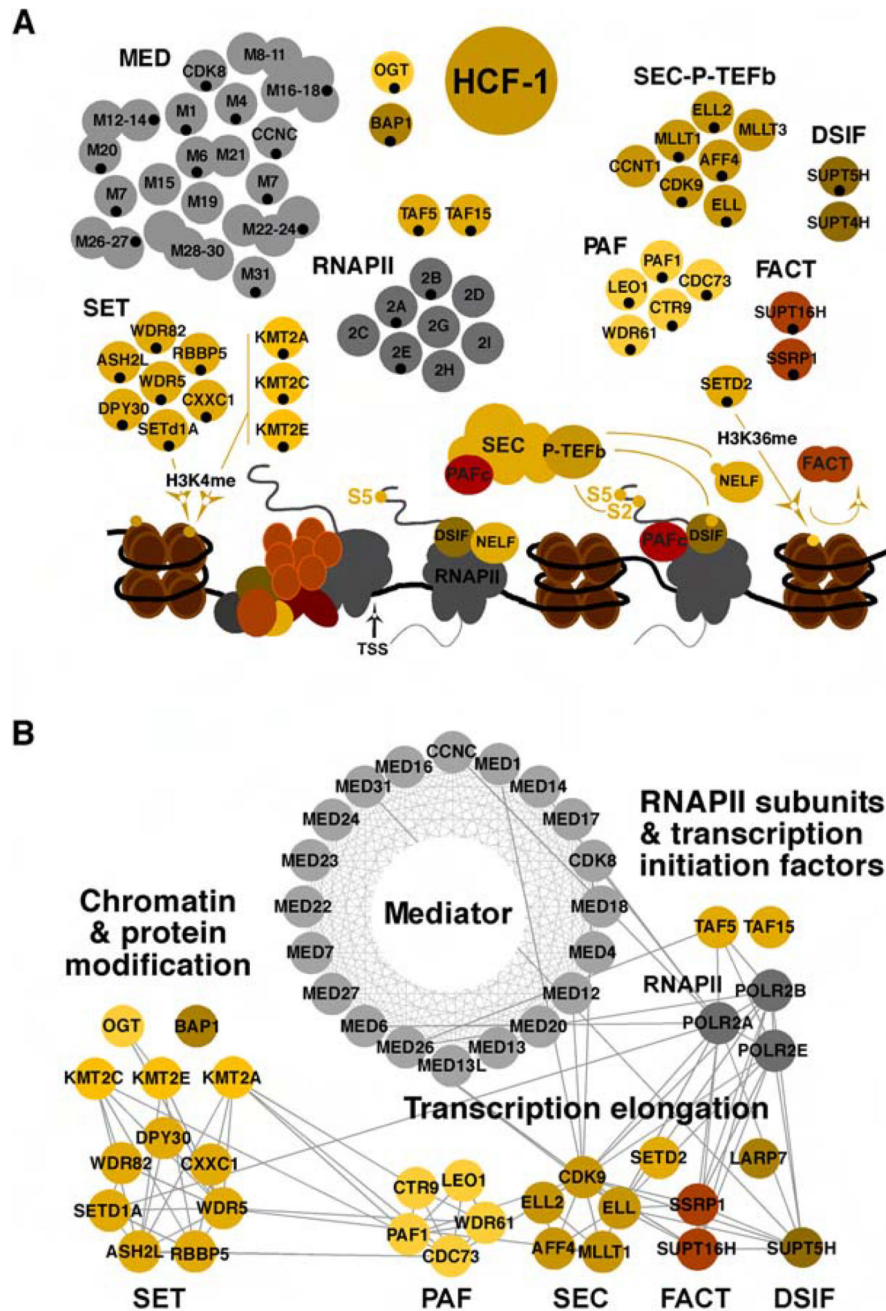 A
MED
M8-11
CDK8
M16-18
M12-14
M1
M4
CCNC
M20
M6
M21
M7
M15
M19
M7
M26-27
M28-30
M22-24
M31
OGT
BAP1
HCF-1
TAF5
TAF15
SEC-P-TEFb
ELL2
MLLT1
MLLT3
CCNT1
AFF4
CDK9
ELL
DSIF
SUPT5H
SUPT4H
RNAPII
2B
2D
2A
2C
2G
2I
2E
2H
PAF
PAF1
LEO1
CDC73
CTR9
WDR61
FACT
SUPT16H
SSRP1
SET
WDR82
ASH2L
RBBP5
WDR5
DPY30
CXXC1
SETd1A
KMT2A
KMT2C
KMT2E
SETD2
H3K4me
H3K36me
SEC
P-TEFb
PAFc
NELF
FACT
S5
S5
S2
DSIF
NELF
PAFc
DSIF
RNAPII
TSS
B
CCNC
MED16
MED1
MED31
MED14
MED24
MED17
MED23
CDK8
MED22
Mediator
MED18
MED7
MED4
MED27
MED12
MED6
MED20
MED26
MED13
MED13L
RNAPII subunits
& transcription
initiation factors
TAF5
TAF15
RNAPII
POLR2B
POLR2A
POLR2E
Chromatin
& protein
modification
OGT
BAP1
KMT2C
KMT2E
KMT2A
DPY30
WDR82
CXXC1
SETD1A
WDR5
ASH2L
RBBP5
Transcription elongation
CTR9
LEO1
PAF1
WDR61
CDC73
CDK9
ELL2
ELL
AFF4
MLLT1
SETD2
SSRP1
SUPT16H
LARP7
SUPT5H
SET
PAF
SEC
FACT
DSIF